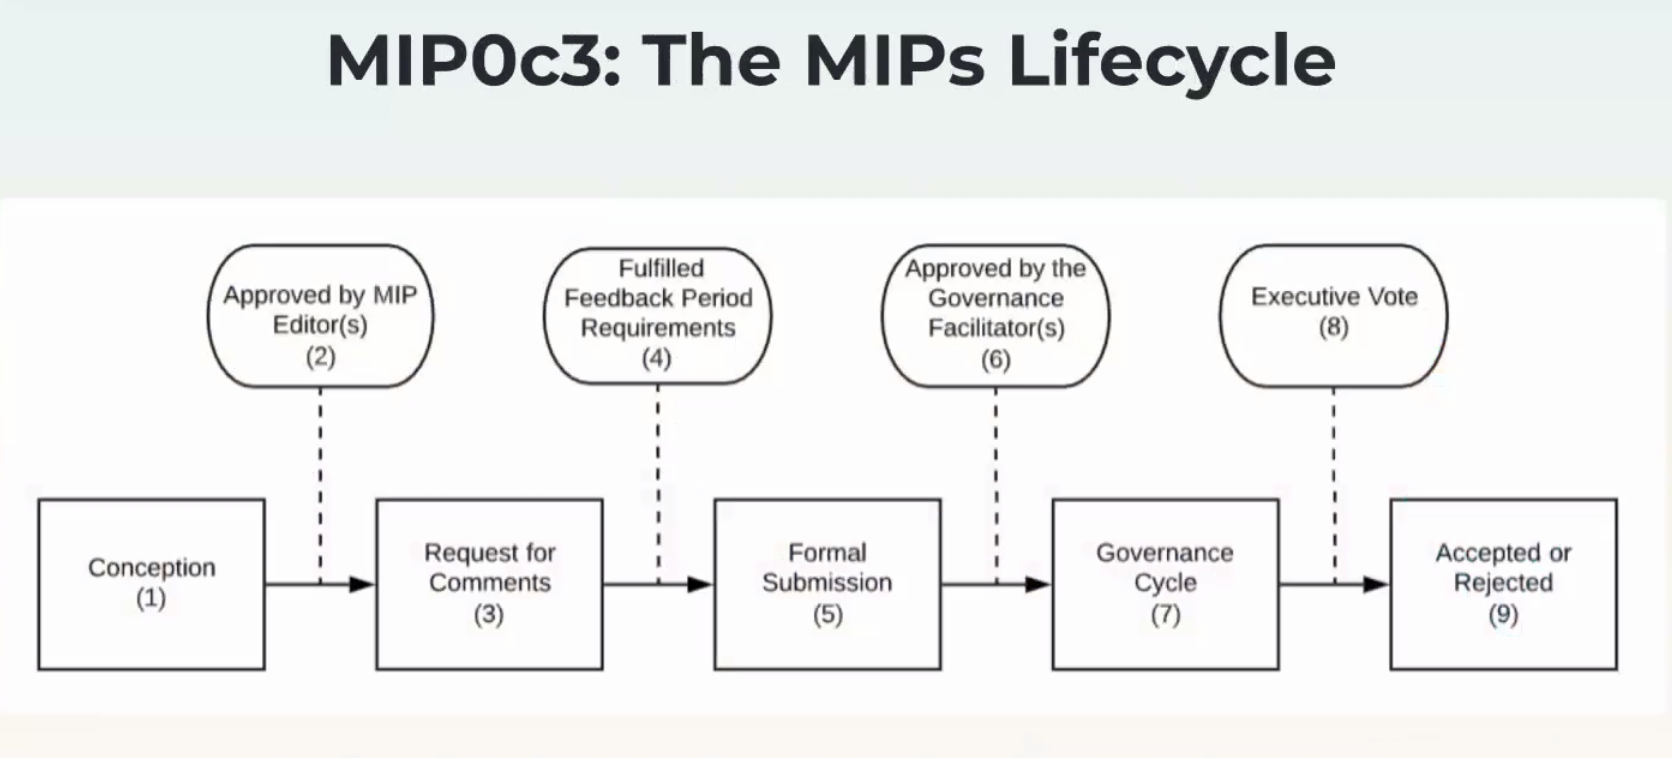 MIP0c3: The MIPs Lifecycle
Approved by MIP
Editor(s)
(2)
Fulfilled
Feedback Period
Requirements
(4)
Approved by the
Governance
Facilitator(s)
(6)
Executive Vote
(8)
Conception
(1)
Request for
Comments
(3)
Formal
Submission
(5)
Governance
Cycle
(7)
Accepted or
Rejected
(9)